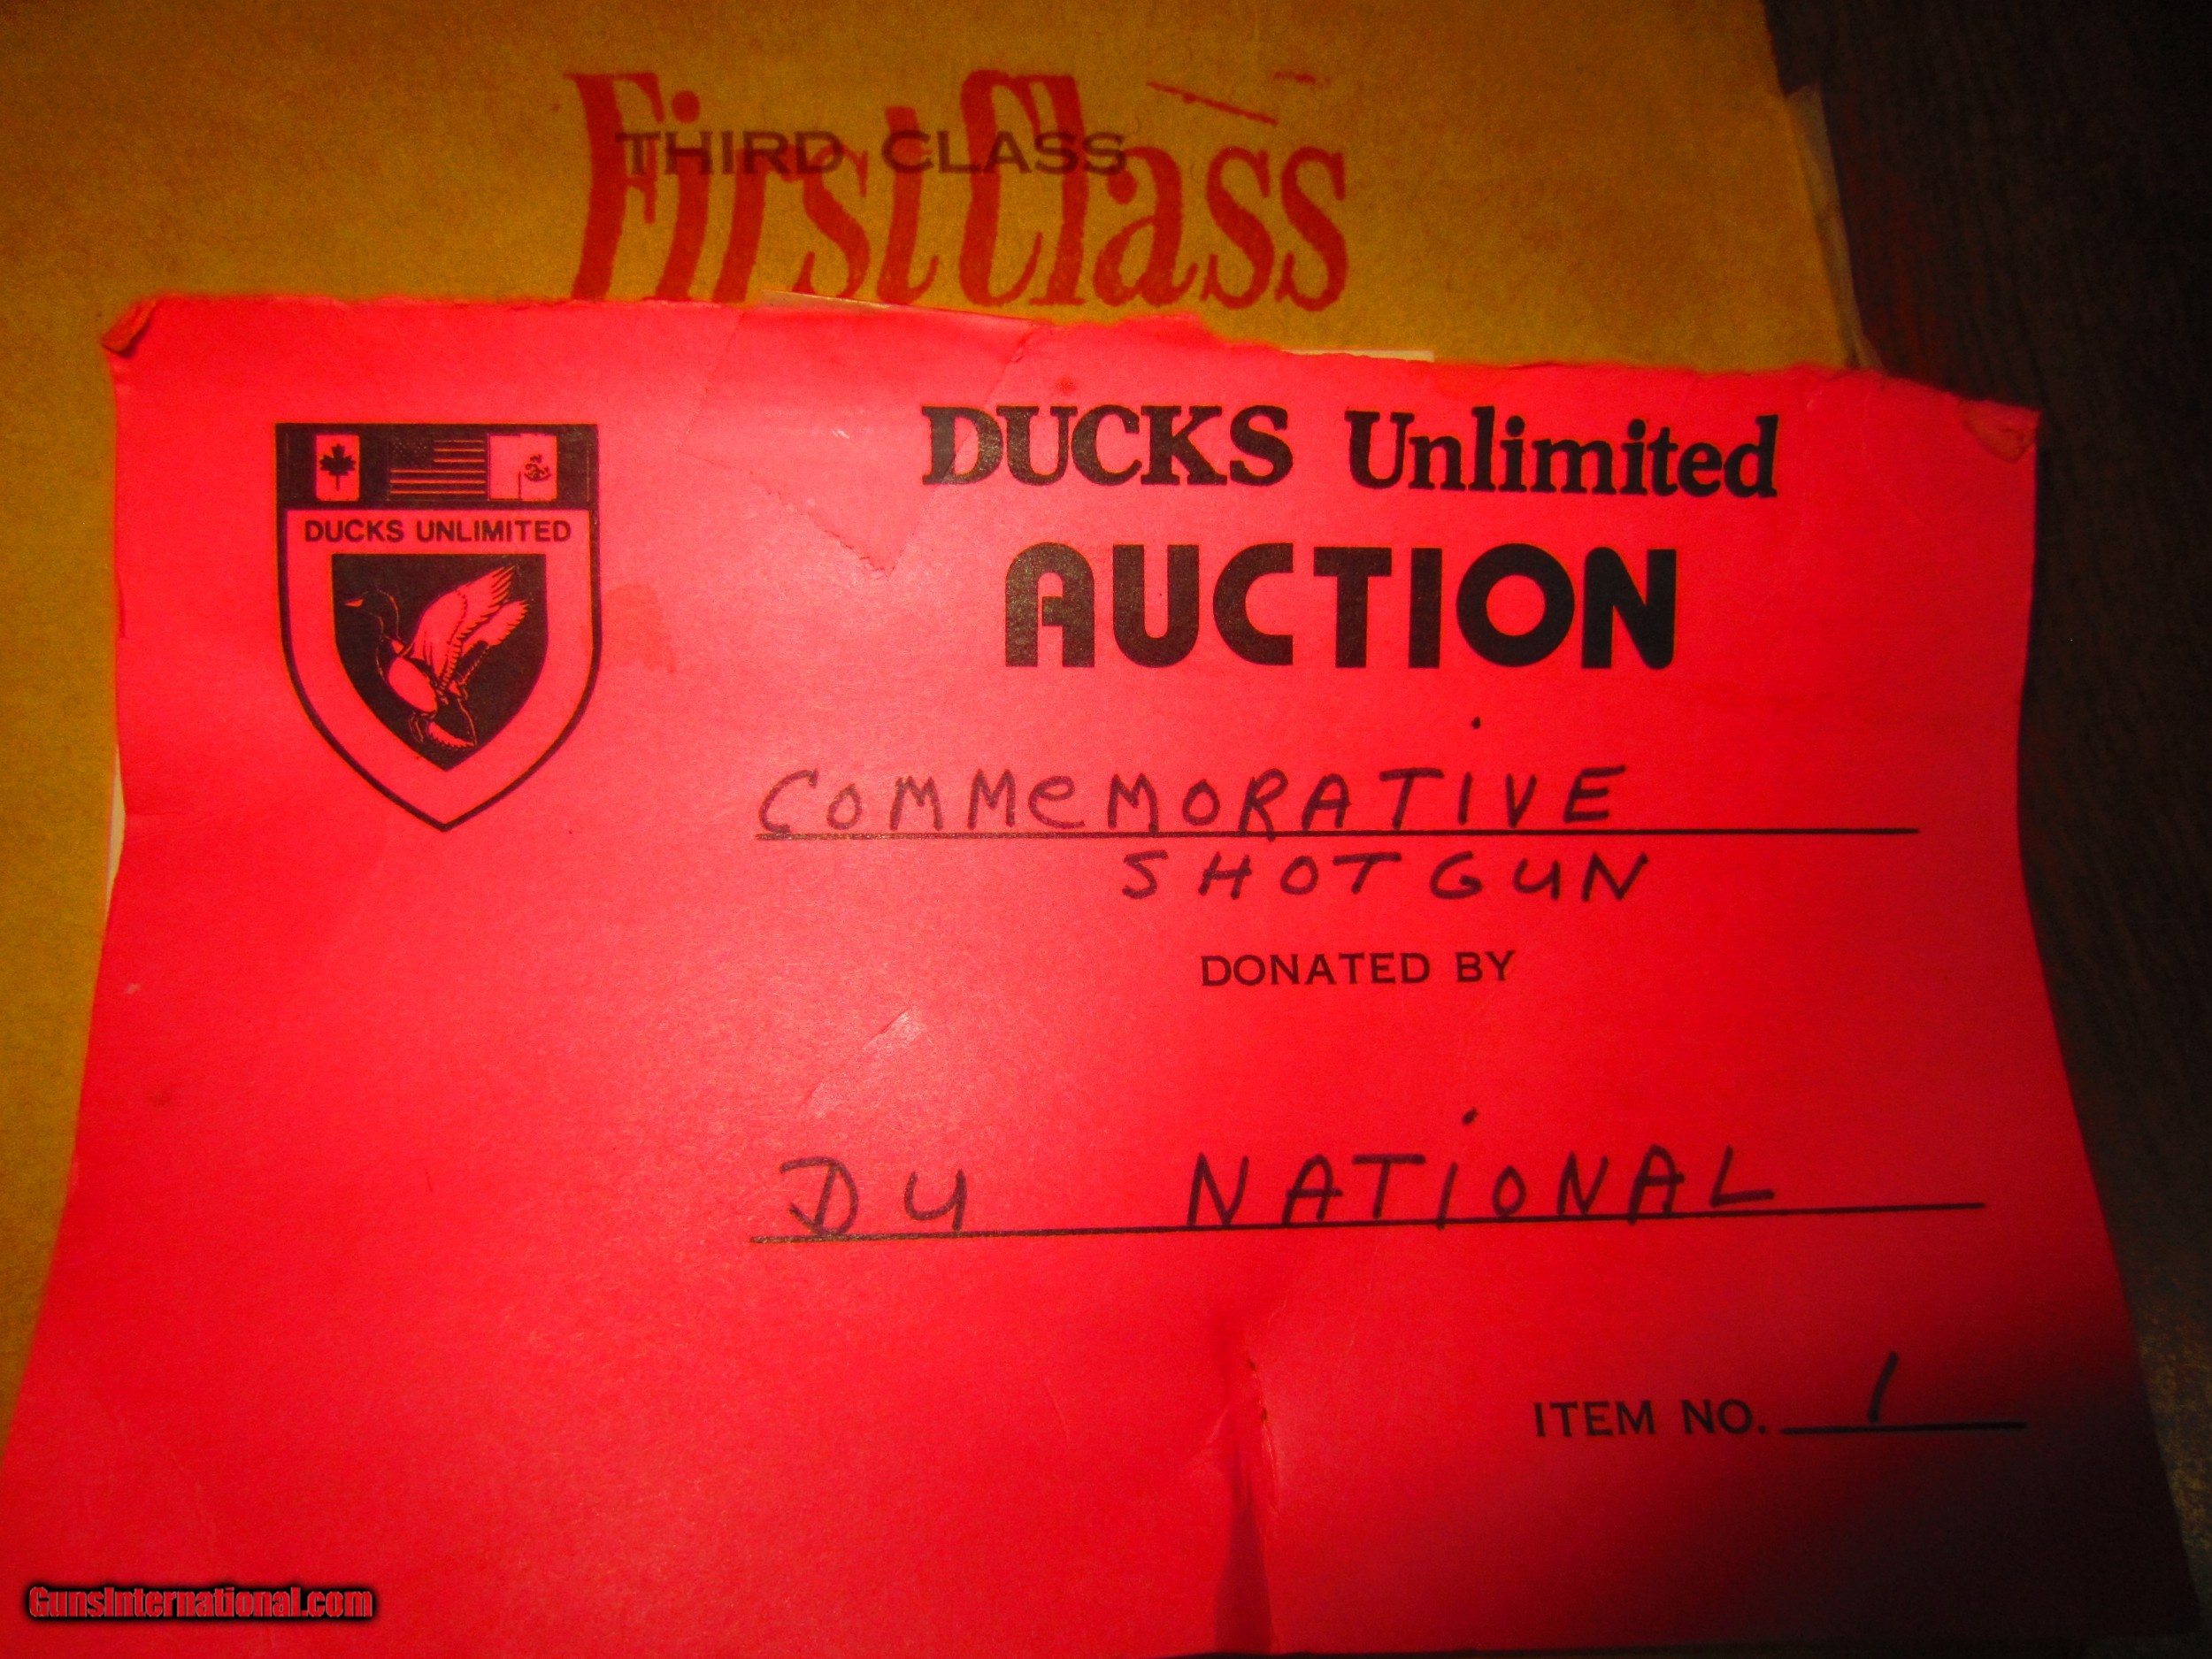 THIRD CLASS
First Class
DUCKS UNLIMITED
DUCKS Unlimited
AUCTION
COMMeMORATIVE
SHOTGUN
DONATED BY
DU NATiONAL
ITEM NO. 1
GunsInternational.com